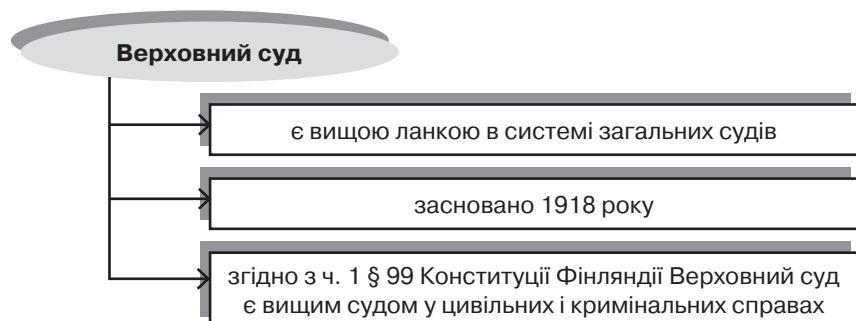 Верховний суд
є вищою ланкою в системі загальних судів
засновано 1918 року
згідно з ч. 1 § 99 Конституції Фінляндії Верховний суд
є вищим судом у цивільних і кримінальних справах